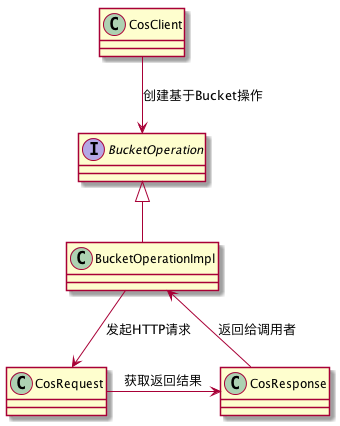 C CosClient
创建基于Bucket操作
I BucketOperation
C BucketOperationImpl
发起HTTP请求
返回给调用者
C CosRequest
获取返回结果
C CosResponse